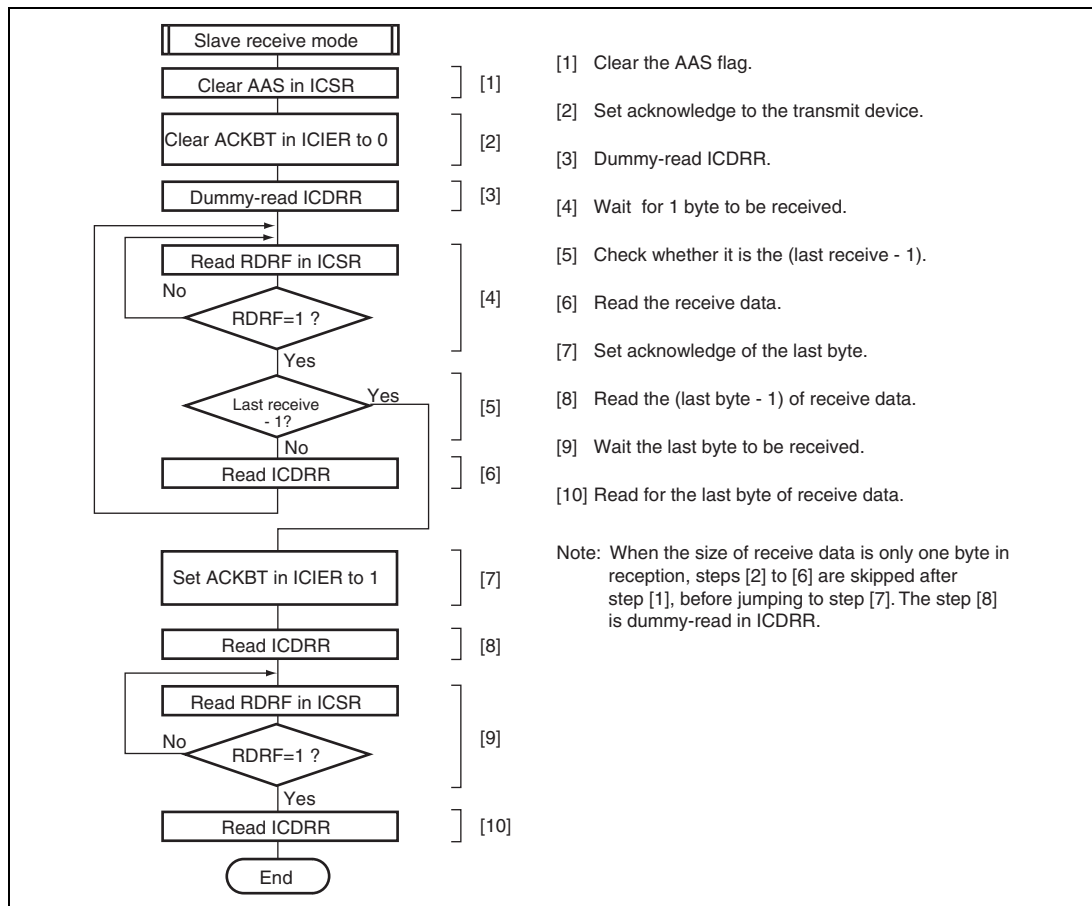 Slave receive mode
Clear AAS in ICSR
[1]
Clear ACKBT in ICIER to 0
[2]
Dummy-read ICDRR
[3]
Read RDRF in ICSR
No
RDRF=1 ?
[4]
Yes
Last receive
- 1?
Yes
[5]
No
Read ICDRR
[6]
Set ACKBT in ICIER to 1
[7]
Read ICDRR
[8]
Read RDRF in ICSR
No
RDRF=1 ?
[9]
Yes
Read ICDRR
[10]
End
[1] Clear the AAS flag.
[2] Set acknowledge to the transmit device.
[3] Dummy-read ICDRR.
[4] Wait for 1 byte to be received.
[5] Check whether it is the (last receive - 1).
[6] Read the receive data.
[7] Set acknowledge of the last byte.
[8] Read the (last byte - 1) of receive data.
[9] Wait the last byte to be received.
[10] Read for the last byte of receive data.
Note: When the size of receive data is only one byte in
reception, steps [2] to [6] are skipped after
step [1], before jumping to step [7]. The step [8]
is dummy-read in ICDRR.